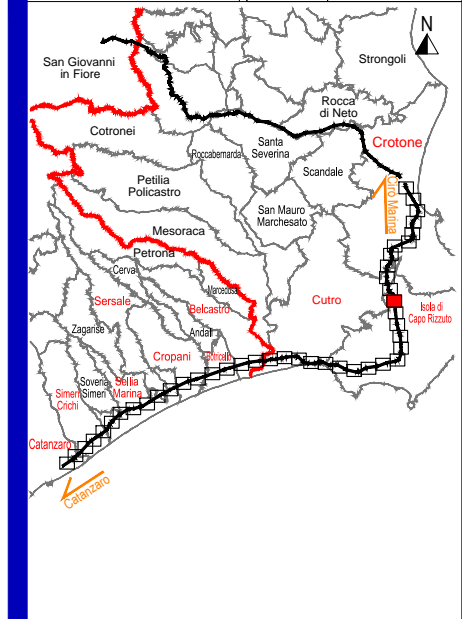 N
Strongoli
San Giovanni
in Fiore
Rocca
di Neto
Cotronei
Crotone
Santa
Severina
Roccabernarda
Scandale
Petilia
Policastro
Ciro Marina
San Mauro
Marchesato
Mesoraca
Petrona
Cerva
Marcedusa
Sersale
Belcastro
Cutro
Isola di
Capo Rizzuto
Zagarise
Andali
Cropani
Botricello
Soveria
Simeri
Sellia
Marina
Simeri
Crichi
Catanzaro
Catanzaro